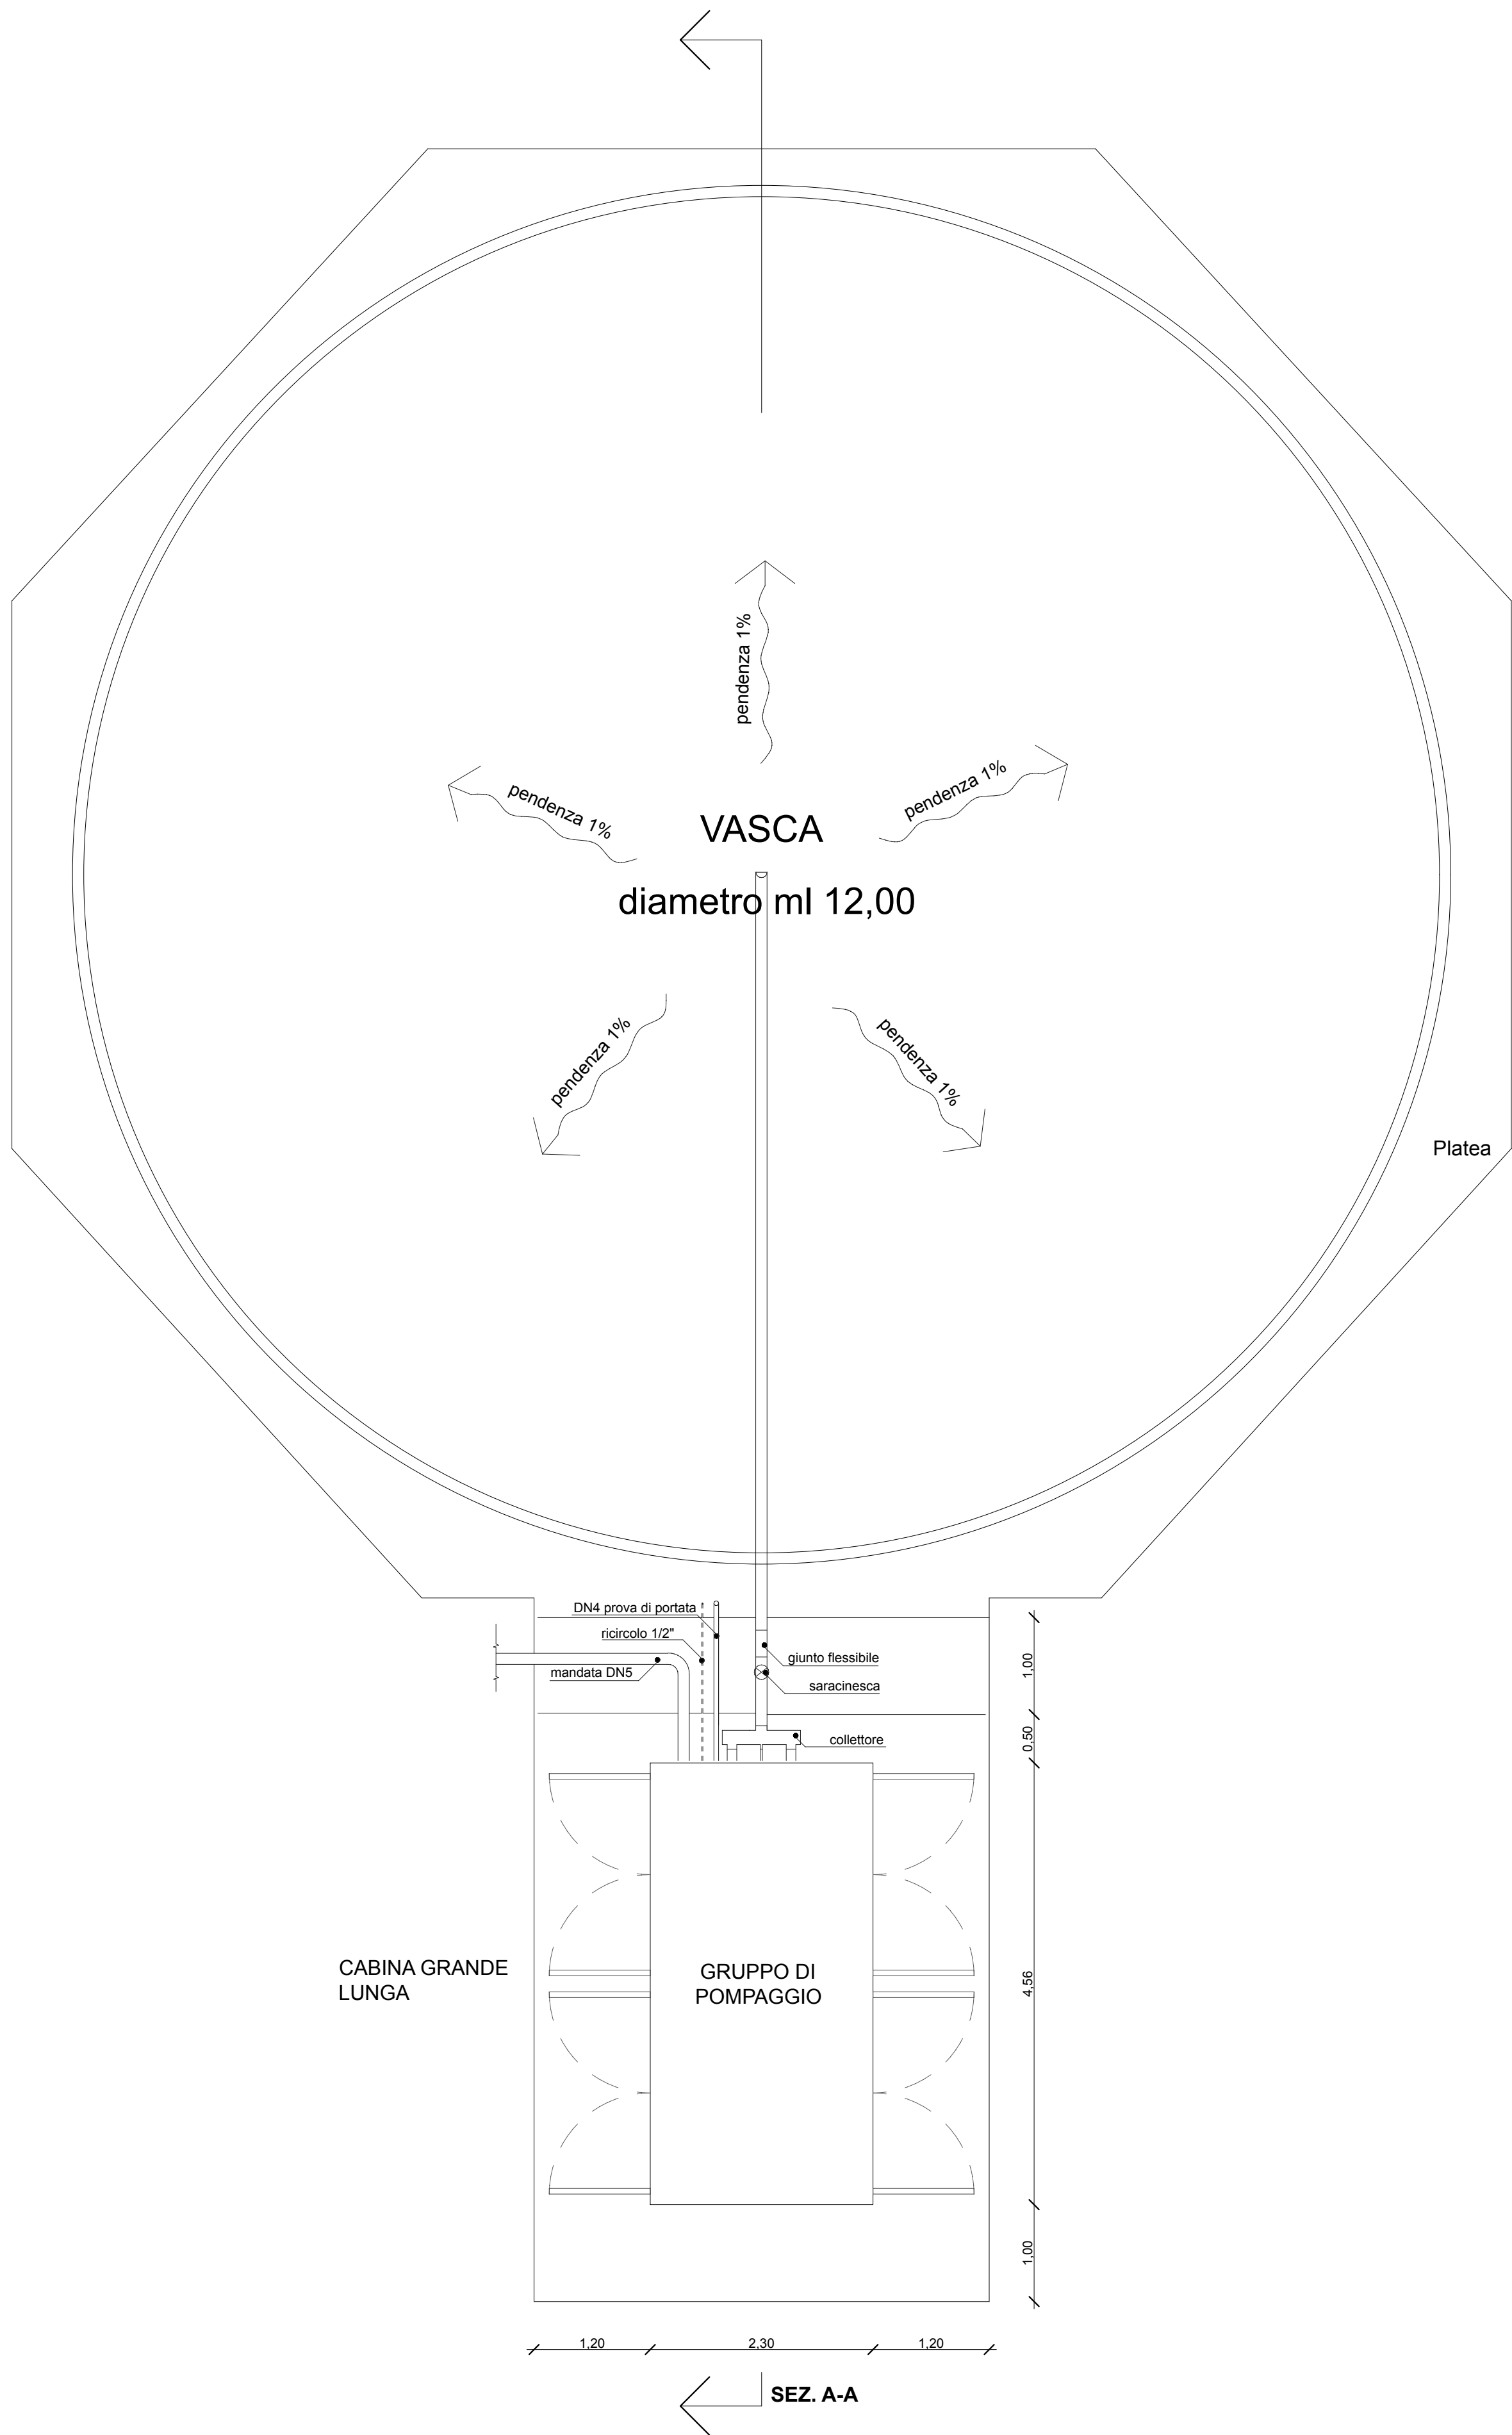 pendenza 1%
pendenza 1%
pendenza 1%
VASCA
diametro ml 12,00
pendenza 1%
pendenza 1%
Platea
DN4 prova di portata
ricircolo 1/2"
mandata DN5
giunto flessibile
saracinesca
collettore
1,00
0,50
4,56
1,00
CABINA GRANDE
LUNGA
GRUPPO DI
POMPAGGIO
1,20
2,30
1,20
SEZ. A-A